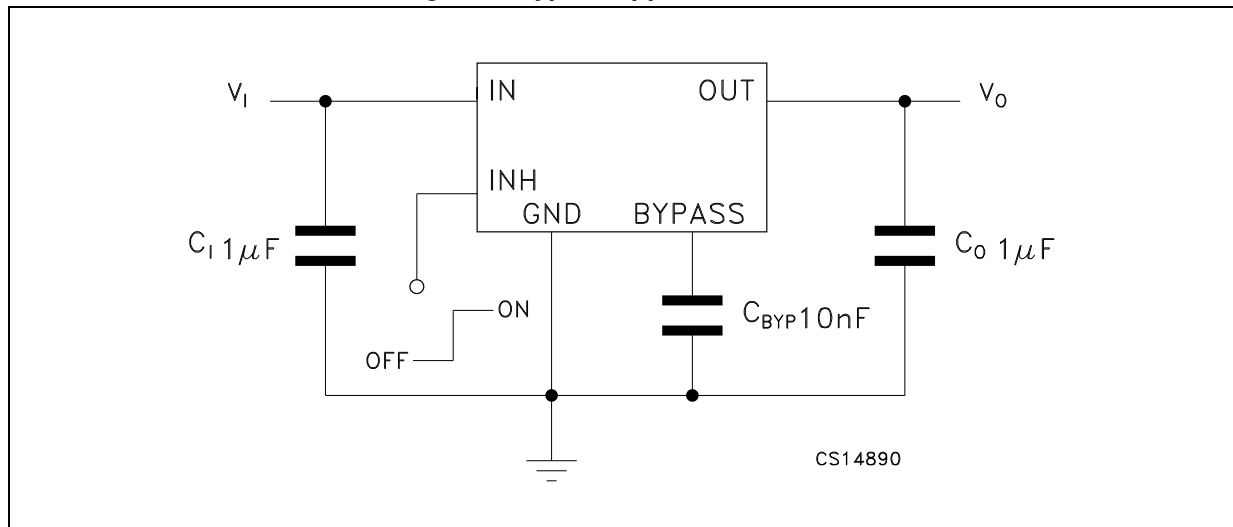 V_I
IN
OUT
V_O
INH
GND
BYPASS
C_I 1μF
C_O 1μF
C_BYP 10nF
ON
OFF
CS14890